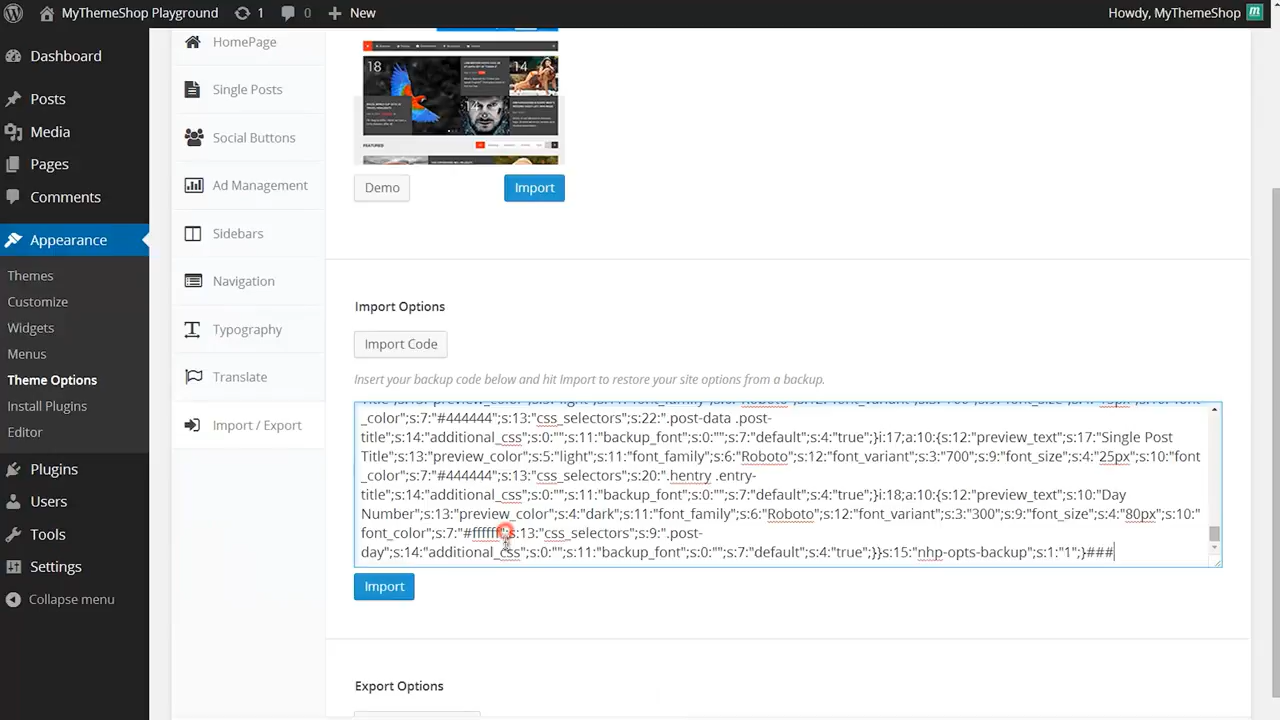 MyThemeShop Playground 1 0 New
Howdy, MyThemeShop
Dashboard
Posts
Media
Pages
Comments
Appearance
Themes
Customize
Widgets
Menus
Theme Options
Install Plugins
Editor
Plugins
Users
Tools
Settings
Collapse menu
Single Posts
Social Buttons
Ad Management
Sidebars
Navigation
Typography
Translate
Import / Export
18
14
14
FEATURED
Demo
Import
Import Options
Import Code
Insert your backup code below and hit Import to restore your site options from a backup.
_color";s:7:"#444444";s:13:"css_selectors";s:22:".post-data .post-
title";s:14:"additional_css";s:0:"";s:11:"backup_font";s:0:"";s:7:"default";s:4:"true";}i:17;a:10:{s:12:"preview_text";s:17:"Single Post
Title";s:13:"preview_color";s:5:"light";s:11:"font_family";s:6:"Roboto";s:12:"font_variant";s:3:"700";s:9:"font_size";s:4:"25px";s:10:"font
_color";s:7:"#444444";s:13:"css_selectors";s:20:".hentry .entry-
title";s:14:"additional_css";s:0:"";s:11:"backup_font";s:0:"";s:7:"default";s:4:"true";}i:18;a:10:{s:12:"preview_text";s:10:"Day
Number";s:13:"preview_color";s:4:"dark";s:11:"font_family";s:6:"Roboto";s:12:"font_variant";s:3:"300";s:9:"font_size";s:4:"80px";s:10:"
font_color";s:7:"#ffffff";s:13:"css_selectors";s:9:".post-
day";s:14:"additional_css";s:0:"";s:11:"backup_font";s:0:"";s:7:"default";s:4:"true";}}s:15:"nhp-opts-backup";s:1:"1";}###
Import
Export Options